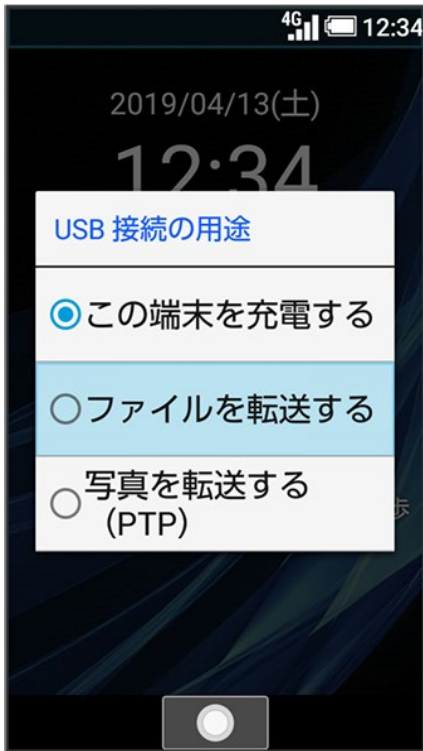 4G 12:34
2019/04/13(土)
12:34
USB 接続の用途
この端末を充電する
ファイルを転送する
写真を転送する
(PTP)
歩